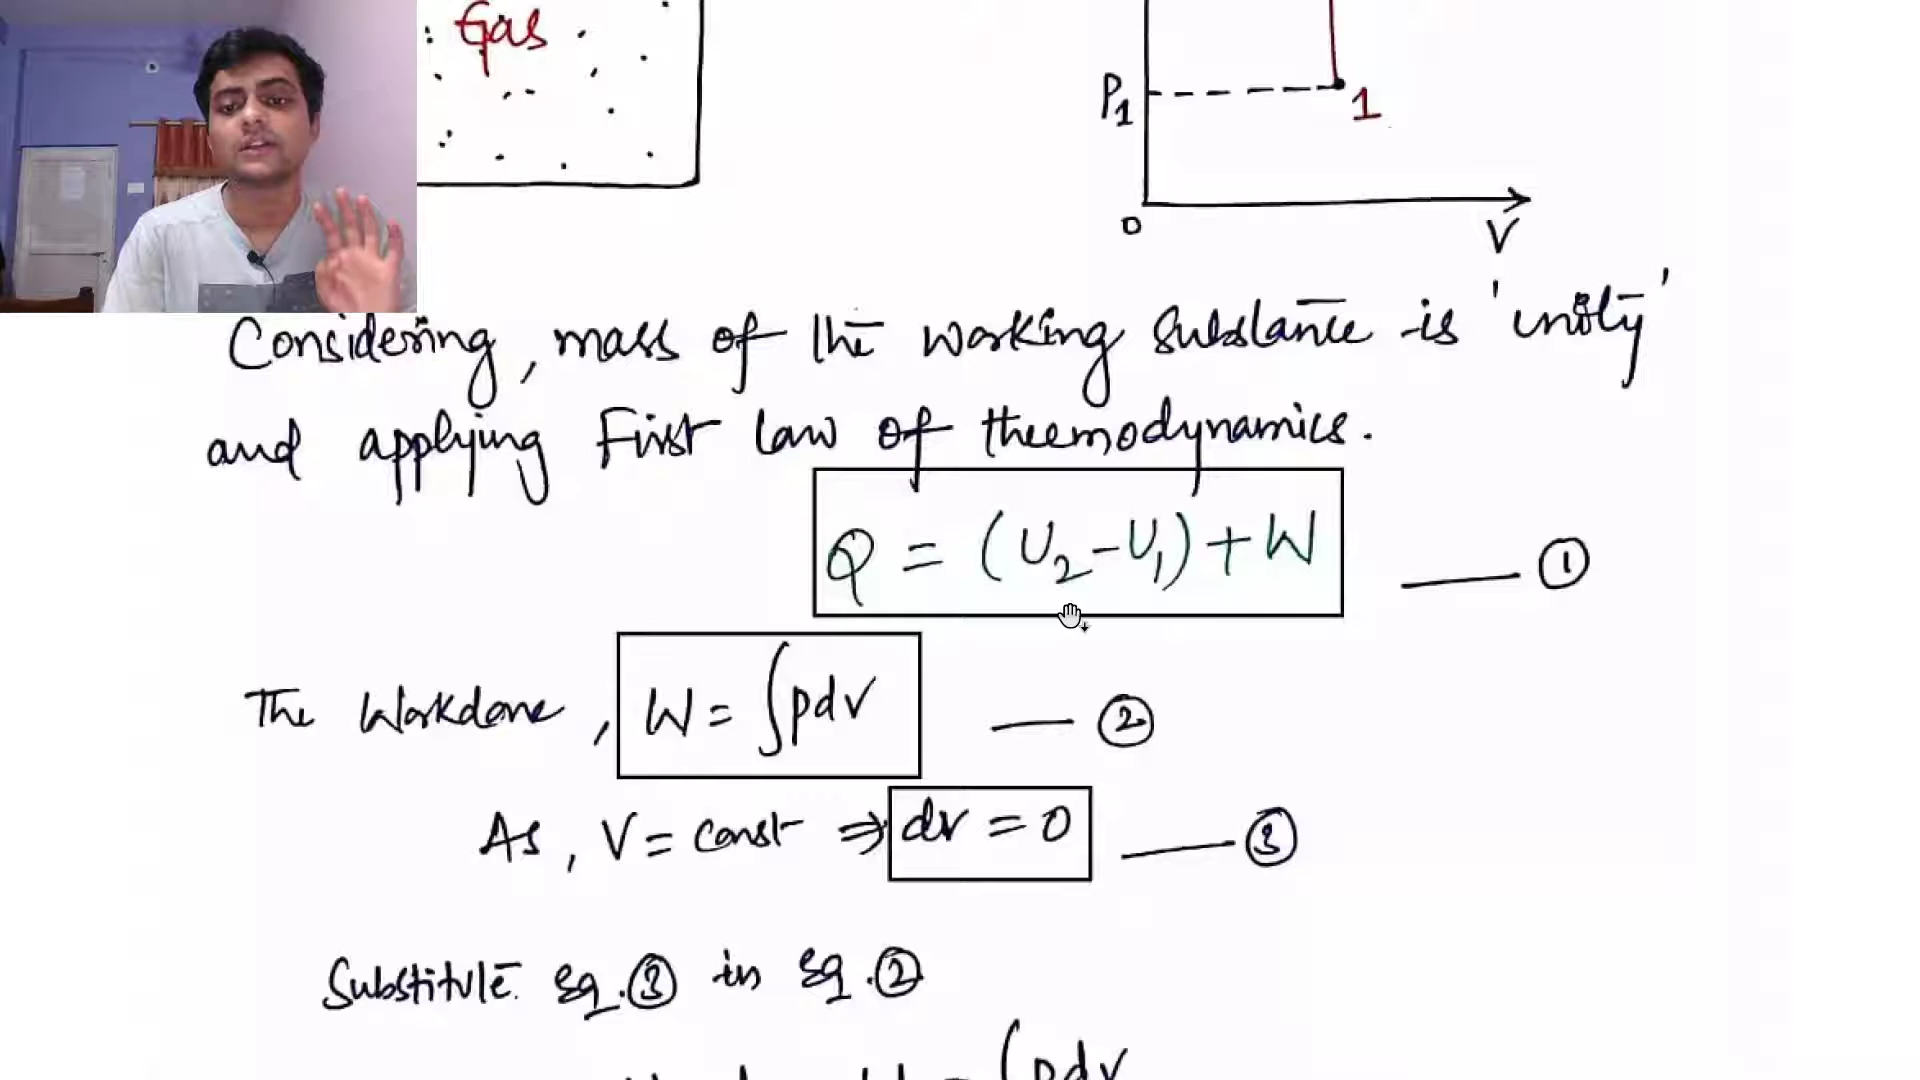 Gas
P1
1
0
V
Considering, mass of the working substance is 'unity'
and applying First law of thermodynamics.
Q = (U2-U1)+W —— ①
The Workdone, W = ∫pdv —— ②
As, V = const ⇒ dv = 0 —— ③
Substitute Eq.③ in Eq.②
∫pdv